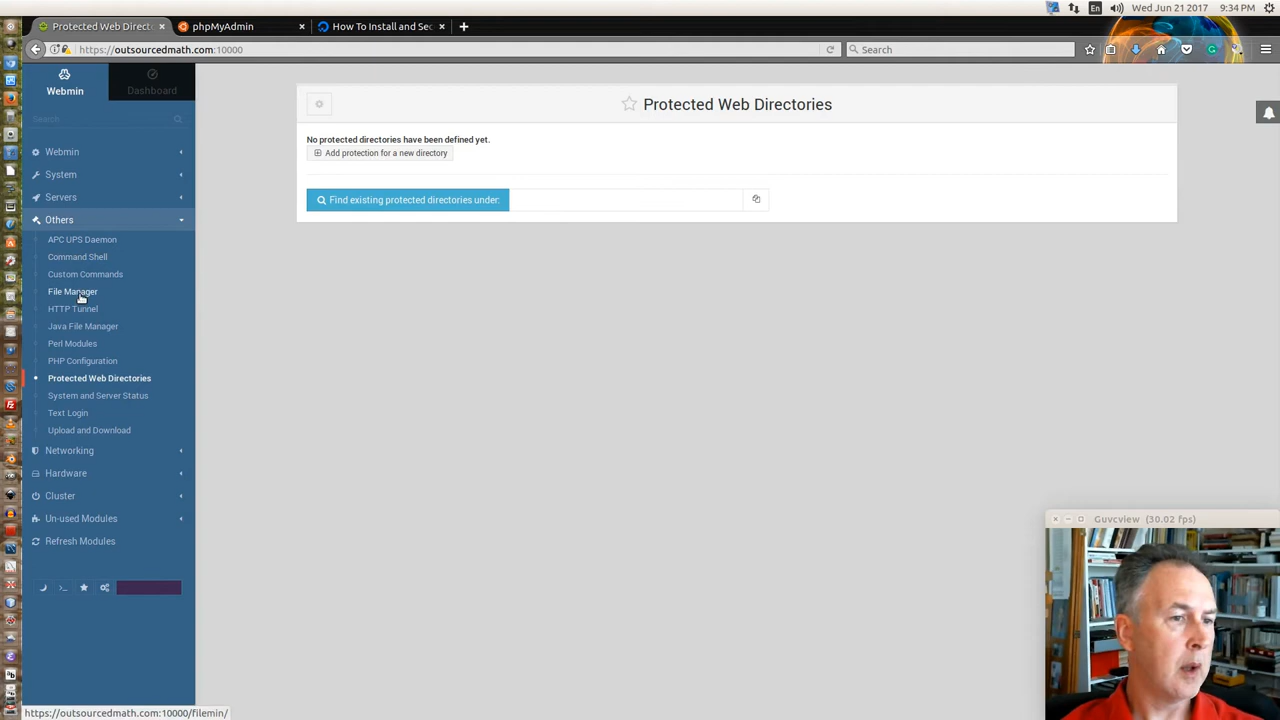 En
Wed Jun 21 2017
9:34 PM
Protected Web Direct
phpMyAdmin
How To Install and Sec
https://outsourcedmath.com:10000
Search
Webmin
Dashboard
Search
Webmin
System
Servers
Others
APC UPS Daemon
Command Shell
Custom Commands
File Manager
HTTP Tunnel
Java File Manager
Perl Modules
PHP Configuration
Protected Web Directories
System and Server Status
Text Login
Upload and Download
Networking
Hardware
Cluster
Un-used Modules
Refresh Modules
Protected Web Directories
No protected directories have been defined yet.
Add protection for a new directory
Find existing protected directories under:
Guvcview (30.02 fps)
https://outsourcedmath.com:10000/filemin/